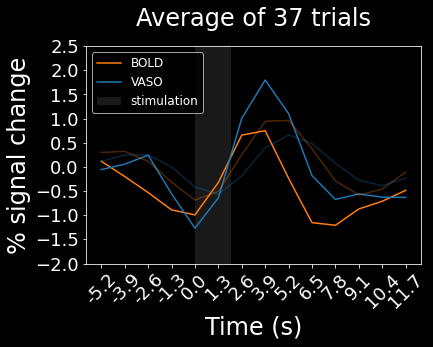 Average of 37 trials
% signal change
2.5
2.0
1.5
1.0
0.5
0.0
−0.5
−1.0
−1.5
−2.0
BOLD
VASO
stimulation
-5.2 -3.9 -2.6 -1.3 0.0 1.3 2.6 3.9 5.2 6.5 7.8 9.1 10.4 11.7
Time (s)